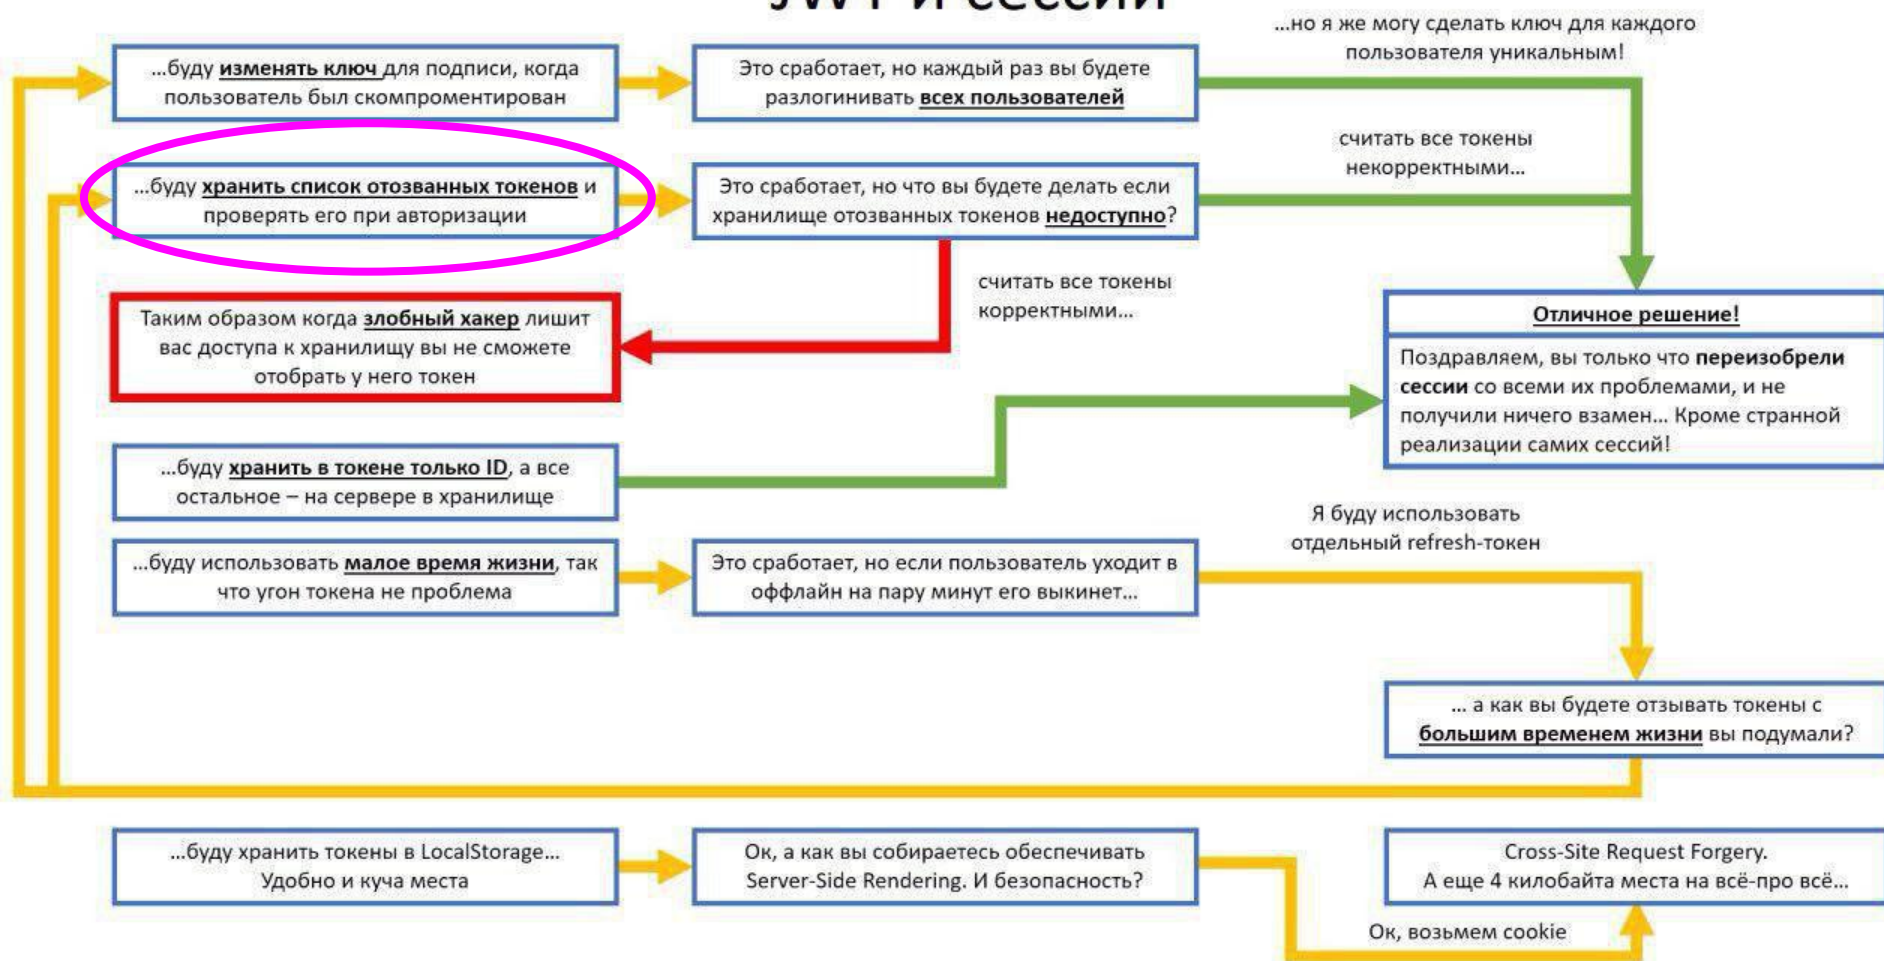 JWT и сессии
...но я же могу сделать ключ для каждого
пользователя уникальным!
...буду изменять ключ для подписи, когда
пользователь был скомпроментирован
Это сработает, но каждый раз вы будете
разлогинивать всех пользователей
считать все токены
некорректными...
...буду хранить список отозванных токенов и
проверять его при авторизации
Это сработает, но что вы будете делать если
хранилище отозванных токенов недоступно?
считать все токены
корректными...
Таким образом когда злобный хакер лишит
вас доступа к хранилищу вы не сможете
отобрать у него токен
Отличное решение!
Поздравляем, вы только что переизобрели
сессии со всеми их проблемами, и не
получили ничего взамен... Кроме странной
реализации самих сессий!
...буду хранить в токене только ID, а все
остальное – на сервере в хранилище
Я буду использовать
отдельный refresh-токен
...буду использовать малое время жизни, так
что угон токена не проблема
Это сработает, но если пользователь уходит в
оффлайн на пару минут его выкинет...
... а как вы будете отзывать токены с
большим временем жизни вы подумали?
...буду хранить токены в LocalStorage...
Удобно и куча места
Ок, а как вы собираетесь обеспечивать
Server-Side Rendering. И безопасность?
Cross-Site Request Forgery.
А еще 4 килобайта места на всё-про всё...
Ок, возьмем cookie